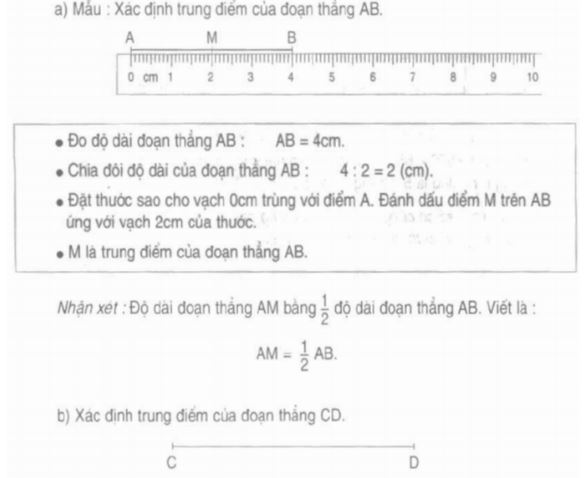 a) Mẫu : Xác định trung điểm của đoạn thẳng AB.
A M B
0 cm 1 2 3 4 5 6 7 8 9 10
• Đo độ dài đoạn thẳng AB : AB = 4cm.
• Chia đôi độ dài của đoạn thẳng AB : 4 : 2 = 2 (cm).
• Đặt thước sao cho vạch 0cm trùng với điểm A. Đánh dấu điểm M trên AB
ứng với vạch 2cm của thước.
• M là trung điểm của đoạn thẳng AB.
Nhận xét : Độ dài đoạn thẳng AM bằng 1/2 độ dài đoạn thẳng AB. Viết là :
AM = 1/2 AB.
b) Xác định trung điểm của đoạn thẳng CD.
C D